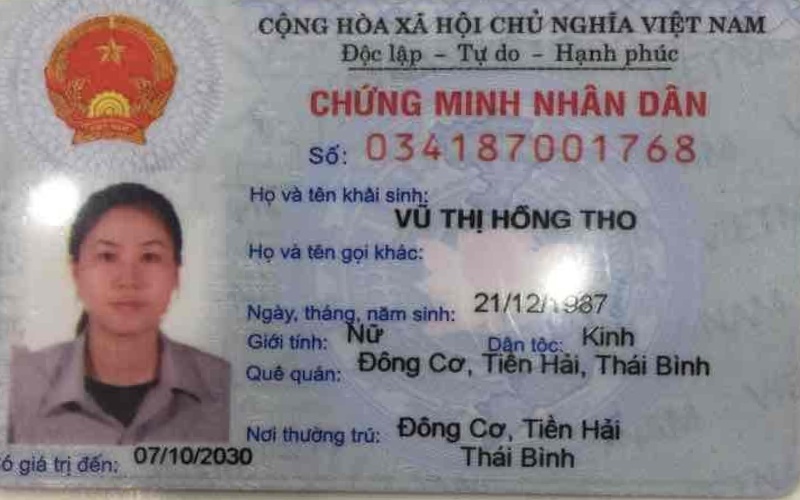 CỘNG HÒA XÃ HỘI CHỦ NGHĨA VIỆT NAM
Độc lập - Tự do - Hạnh phúc
CHỨNG MINH NHÂN DÂN
Số: 034187001768
Họ và tên khai sinh:
VŨ THỊ HỒNG THO
Họ và tên gọi khác:
Ngày, tháng, năm sinh: 21/12/1987
Giới tính: Nữ Dân tộc: Kinh
Quê quán: Đông Cơ, Tiền Hải, Thái Bình
Nơi thường trú: Đông Cơ, Tiền Hải
Thái Bình
ó giá trị đến: 07/10/2030